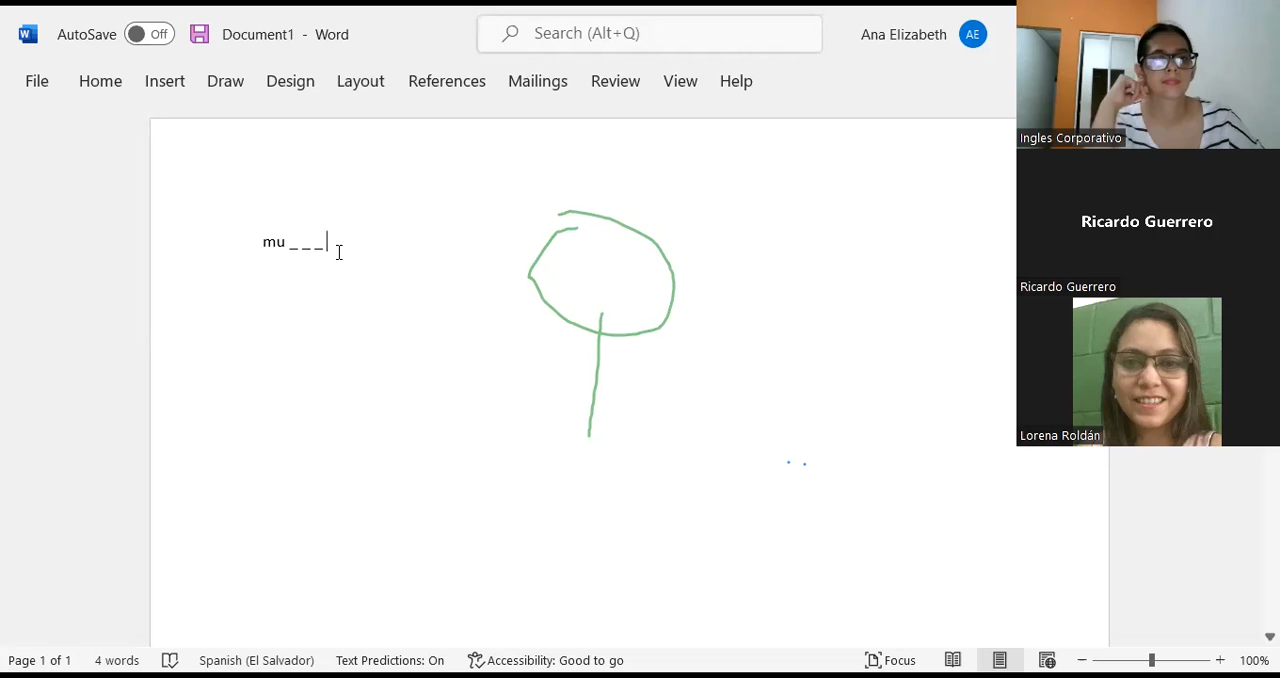 AutoSave Off Document1 - Word Search (Alt+Q) Ana Elizabeth AE
File Home Insert Draw Design Layout References Mailings Review View Help
mu _ _ _
Ingles Corporativo
Ricardo Guerrero
Ricardo Guerrero
Lorena Roldán
Page 1 of 1 4 words Spanish (El Salvador) Text Predictions: On Accessibility: Good to go Focus 100%